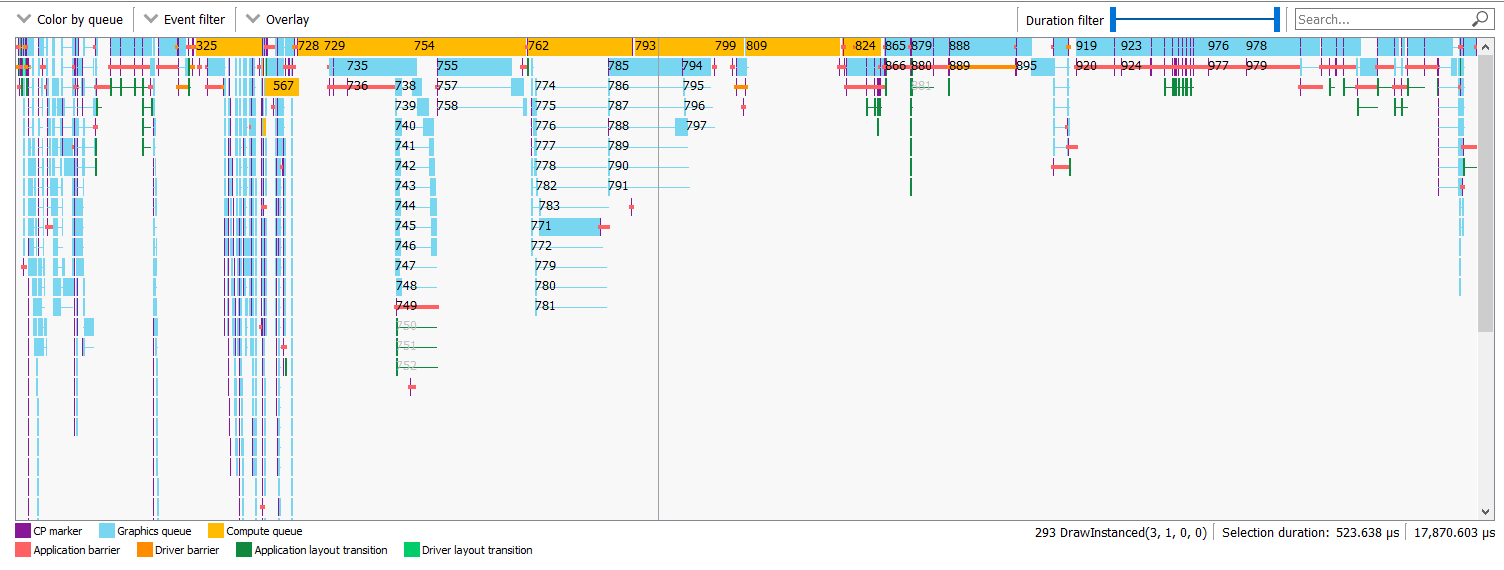 Color by queue Event filter Overlay Duration filter Search...
325 728 729 754 762 793 799 809 824 865 879 888 919 923 976 978
735 755 785 794 866 880 889 895 920 924 977 979
567 736 738 757 774 786 795 881
739 758 775 787 796
740 776 788 797
741 777 789
742 778 790
743 782 791
744 783
745 771
746 772
747 779
748 780
749 781
750
751
752
CP marker Graphics queue Compute queue 293 DrawInstanced(3, 1, 0, 0) Selection duration: 523.638 µs 17,870.603 µs
Application barrier Driver barrier Application layout transition Driver layout transition